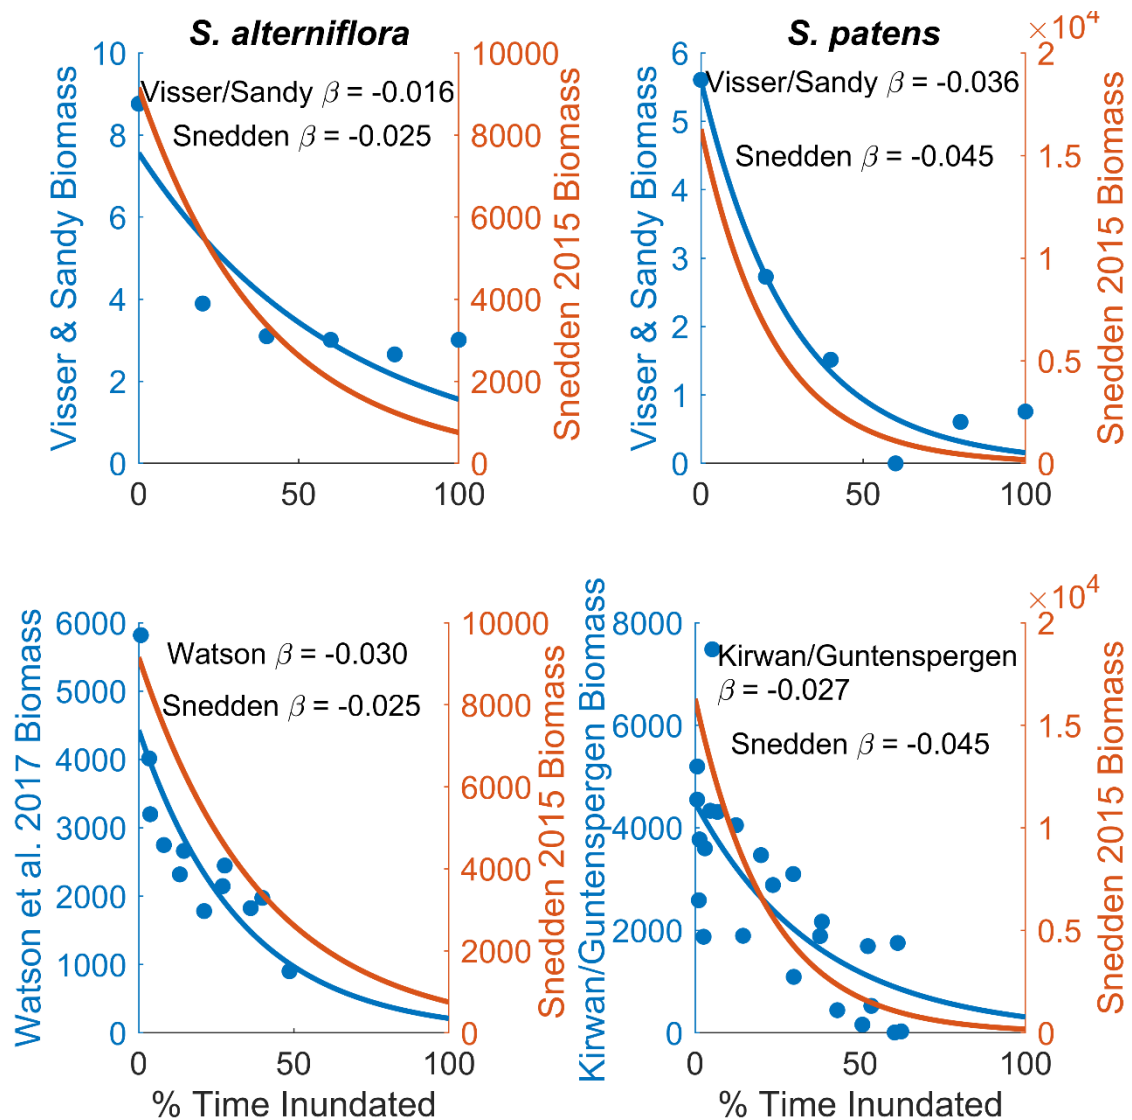 S. alterniflora
10
8
6
4
2
0
Visser & Sandy Biomass
Visser/Sandy β = -0.016
Snedden β = -0.025
10000
8000
6000
4000
2000
0
Snedden 2015 Biomass
0
50
100
S. patens
×10⁴
6
5
4
3
2
1
0
Visser & Sandy Biomass
Visser/Sandy β = -0.036
Snedden β = -0.045
2
1.5
1
0.5
0
Snedden 2015 Biomass
0
50
100
6000
5000
4000
3000
2000
1000
0
Watson et al. 2017 Biomass
Watson β = -0.030
Snedden β = -0.025
10000
8000
6000
4000
2000
0
Snedden 2015 Biomass
0
50
100
% Time Inundated
×10⁴
8000
6000
4000
2000
0
Kirwan/Guntenspergen Biomass
Kirwan/Guntenspergen
β = -0.027
Snedden β = -0.045
2
1.5
1
0.5
0
Snedden 2015 Biomass
0
50
100
% Time Inundated